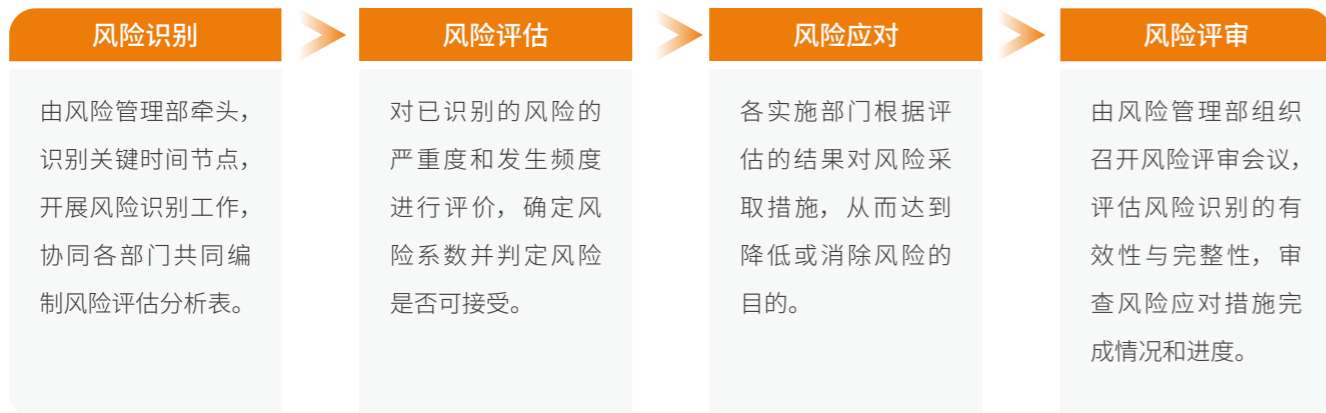 风险识别
由风险管理部牵头，
识别关键时间节点，
开展风险识别工作，
协同各部门共同编
制风险评估分析表。
风险评估
对已识别的风险的
严重度和发生频度
进行评价，确定风
险系数并判定风险
是否可接受。
风险应对
各实施部门根据评
估的结果对风险采
取措施，从而达到
降低或消除风险的
目的。
风险评审
由风险管理部组织
召开风险评审会议，
评估风险识别的有
效性与完整性，审
查风险应对措施完
成情况和进度。